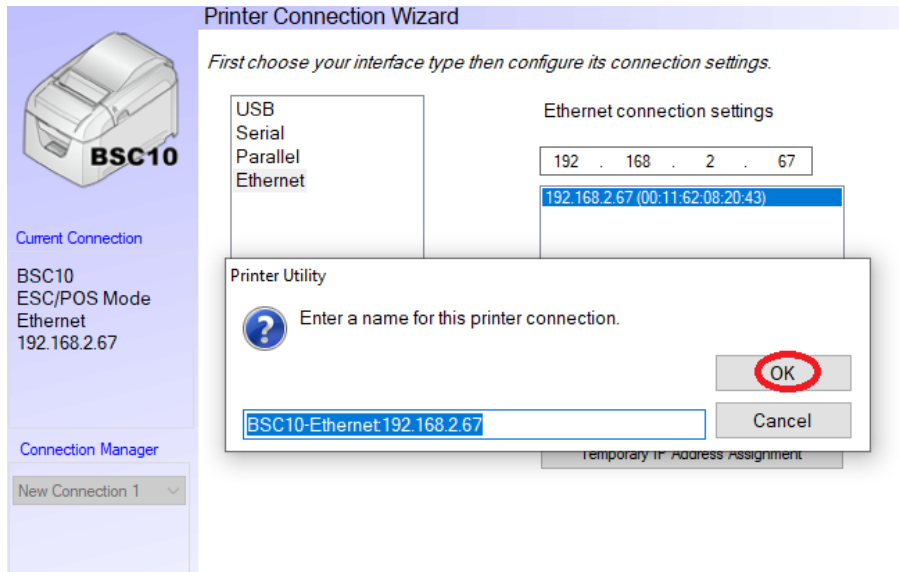 Printer Connection Wizard
First choose your interface type then configure its connection settings.
BSC10
USB
Serial
Parallel
Ethernet
Ethernet connection settings
192 . 168 . 2 . 67
192.168.2.67 (00:11:62:08:20:43)
Current Connection
BSC10
ESC/POS Mode
Ethernet
192.168.2.67
Printer Utility
Enter a name for this printer connection.
OK
BSC10-Ethernet:192.168.2.67
Cancel
Temporary IP Address Assignment
Connection Manager
New Connection 1